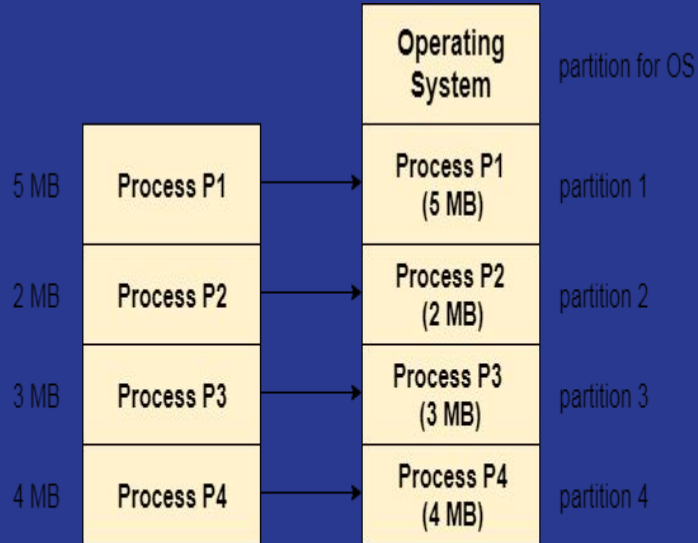 Operating
System
partition for OS
5 MB
Process P1
Process P1
(5 MB)
partition 1
2 MB
Process P2
Process P2
(2 MB)
partition 2
3 MB
Process P3
Process P3
(3 MB)
partition 3
4 MB
Process P4
Process P4
(4 MB)
partition 4